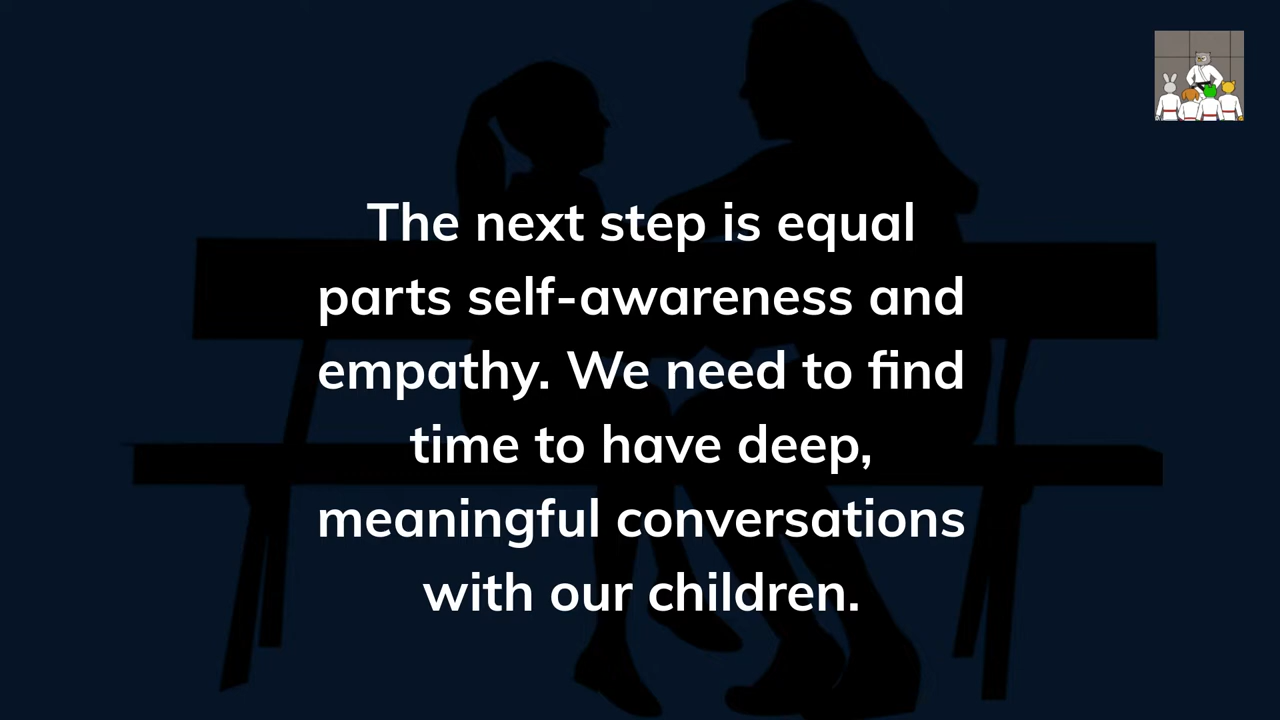 The next step is equal
parts self-awareness and
empathy. We need to find
time to have deep,
meaningful conversations
with our children.